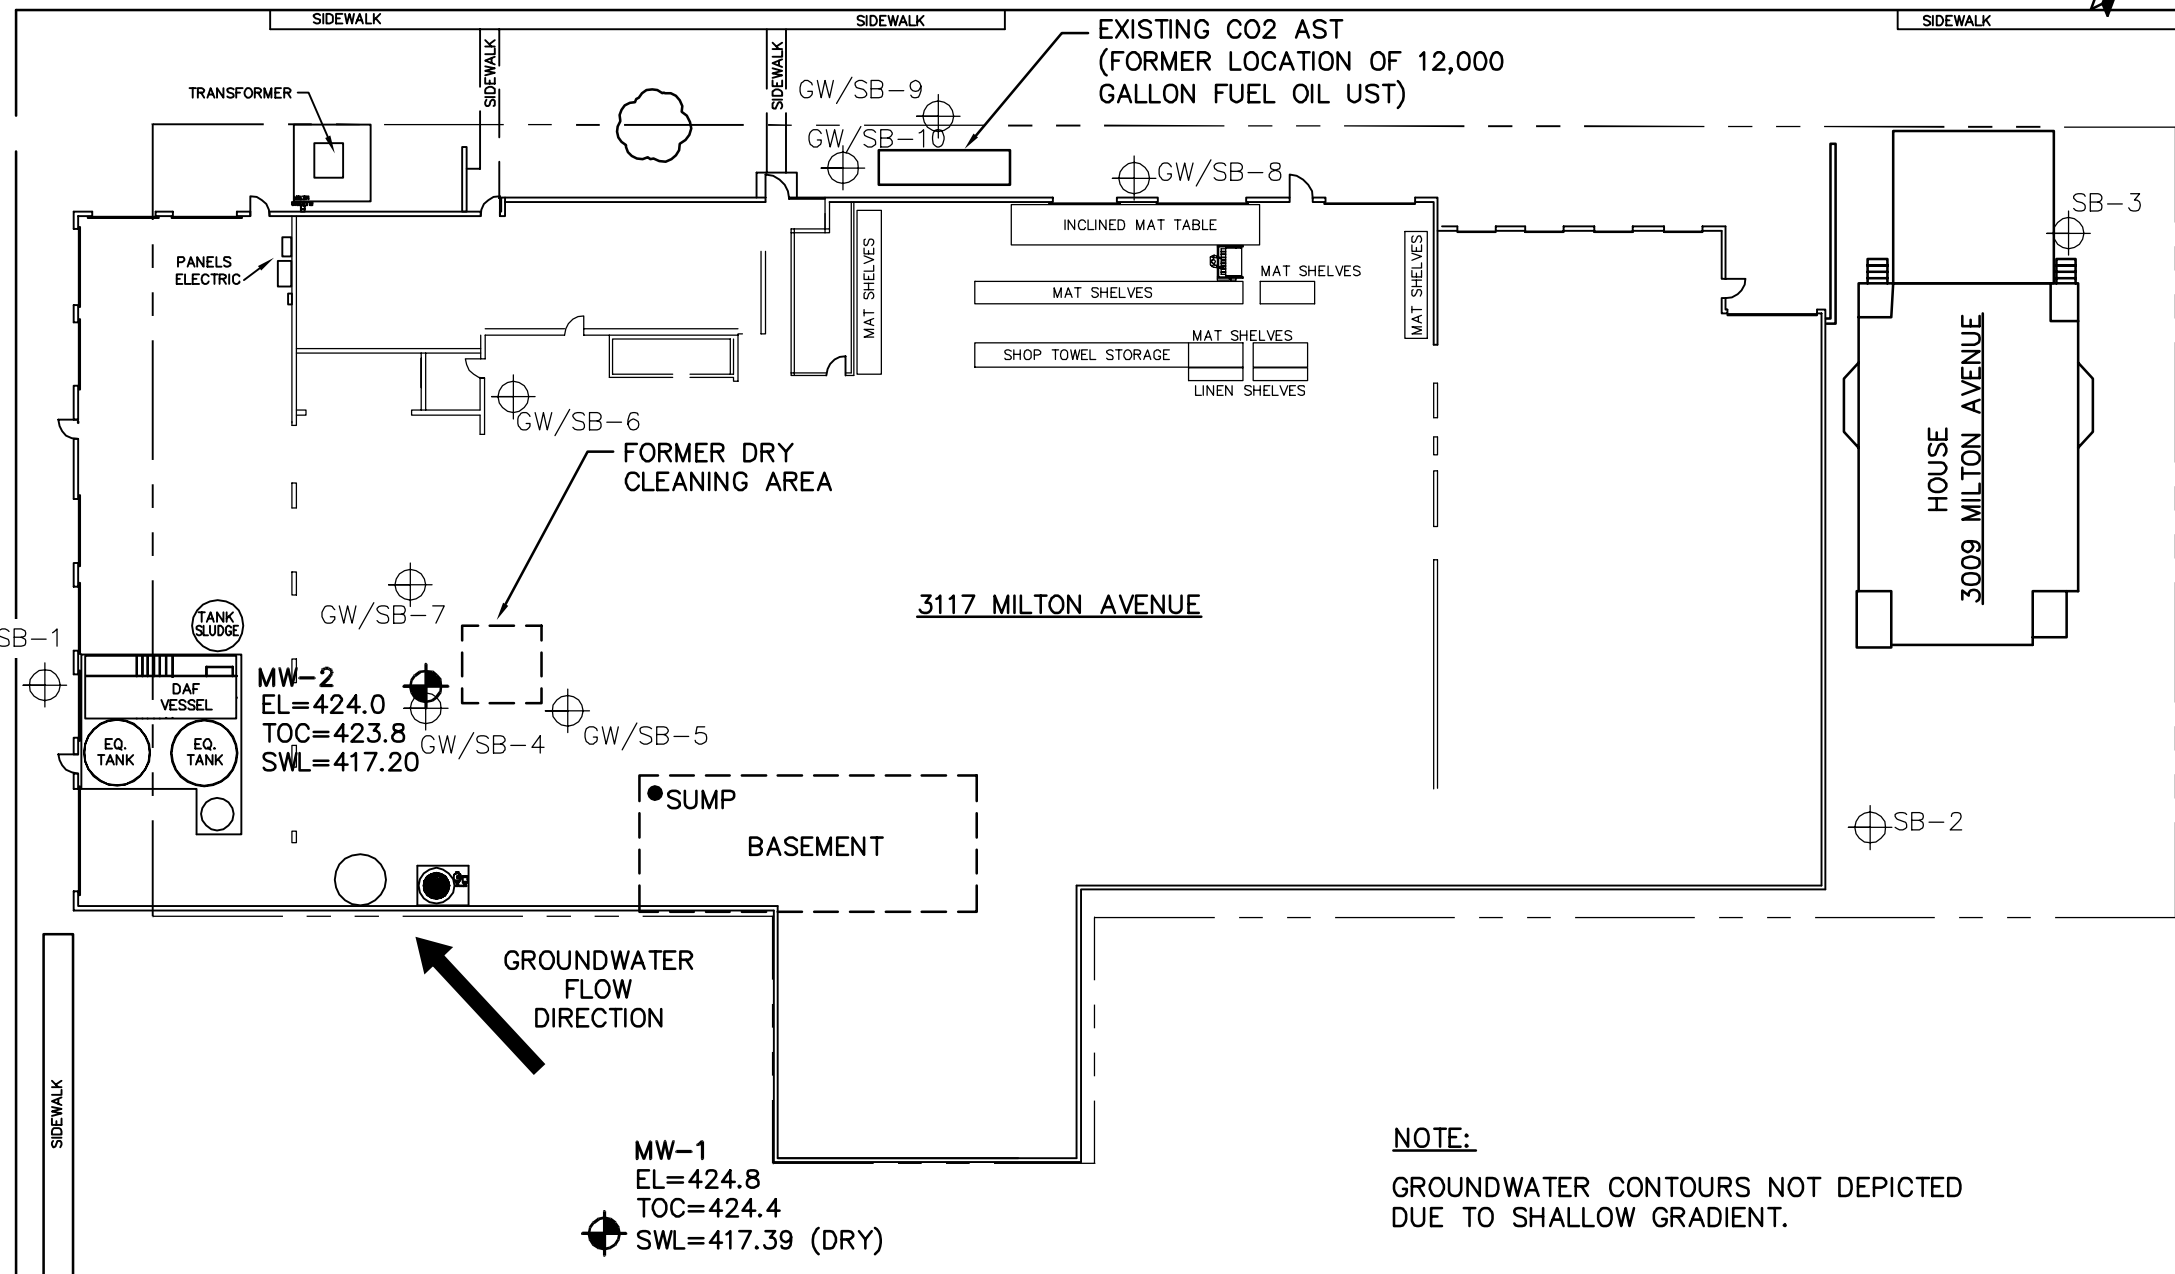 SIDEWALK
SIDEWALK
SIDEWALK
SIDEWALK
SIDEWALK
EXISTING CO2 AST
(FORMER LOCATION OF 12,000
GALLON FUEL OIL UST)
TRANSFORMER
GW/SB-9
GW/SB-10
GW/SB-8
SB-3
INCLINED MAT TABLE
PANELS
ELECTRIC
MAT SHELVES
MAT SHELVES
MAT SHELVES
MAT SHELVES
MAT SHELVES
SHOP TOWEL STORAGE
LINEN SHELVES
GW/SB-6
FORMER DRY
CLEANING AREA
HOUSE
3009 MILTON AVENUE
3117 MILTON AVENUE
GW/SB-7
TANK
SLUDGE
SB-1
DAF
VESSEL
EQ.
TANK
EQ.
TANK
MW-2
EL=424.0
TOC=423.8
SWL=417.20
GW/SB-4
GW/SB-5
SUMP
BASEMENT
SB-2
GROUNDWATER
FLOW
DIRECTION
SIDEWALK
MW-1
EL=424.8
TOC=424.4
SWL=417.39 (DRY)
NOTE:
GROUNDWATER CONTOURS NOT DEPICTED
DUE TO SHALLOW GRADIENT.